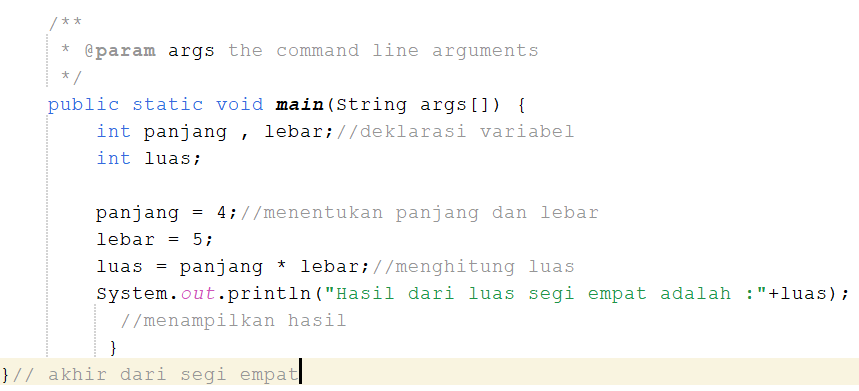 /**
* @param args the command line arguments
*/
public static void main(String args[]) {
int panjang , lebar;//deklarasi variabel
int luas;
panjang = 4;//menentukan panjang dan lebar
lebar = 5;
luas = panjang * lebar;//menghitung luas
System.out.println("Hasil dari luas segi empat adalah :"+luas);
//menampilkan hasil
}
}// akhir dari segi empat